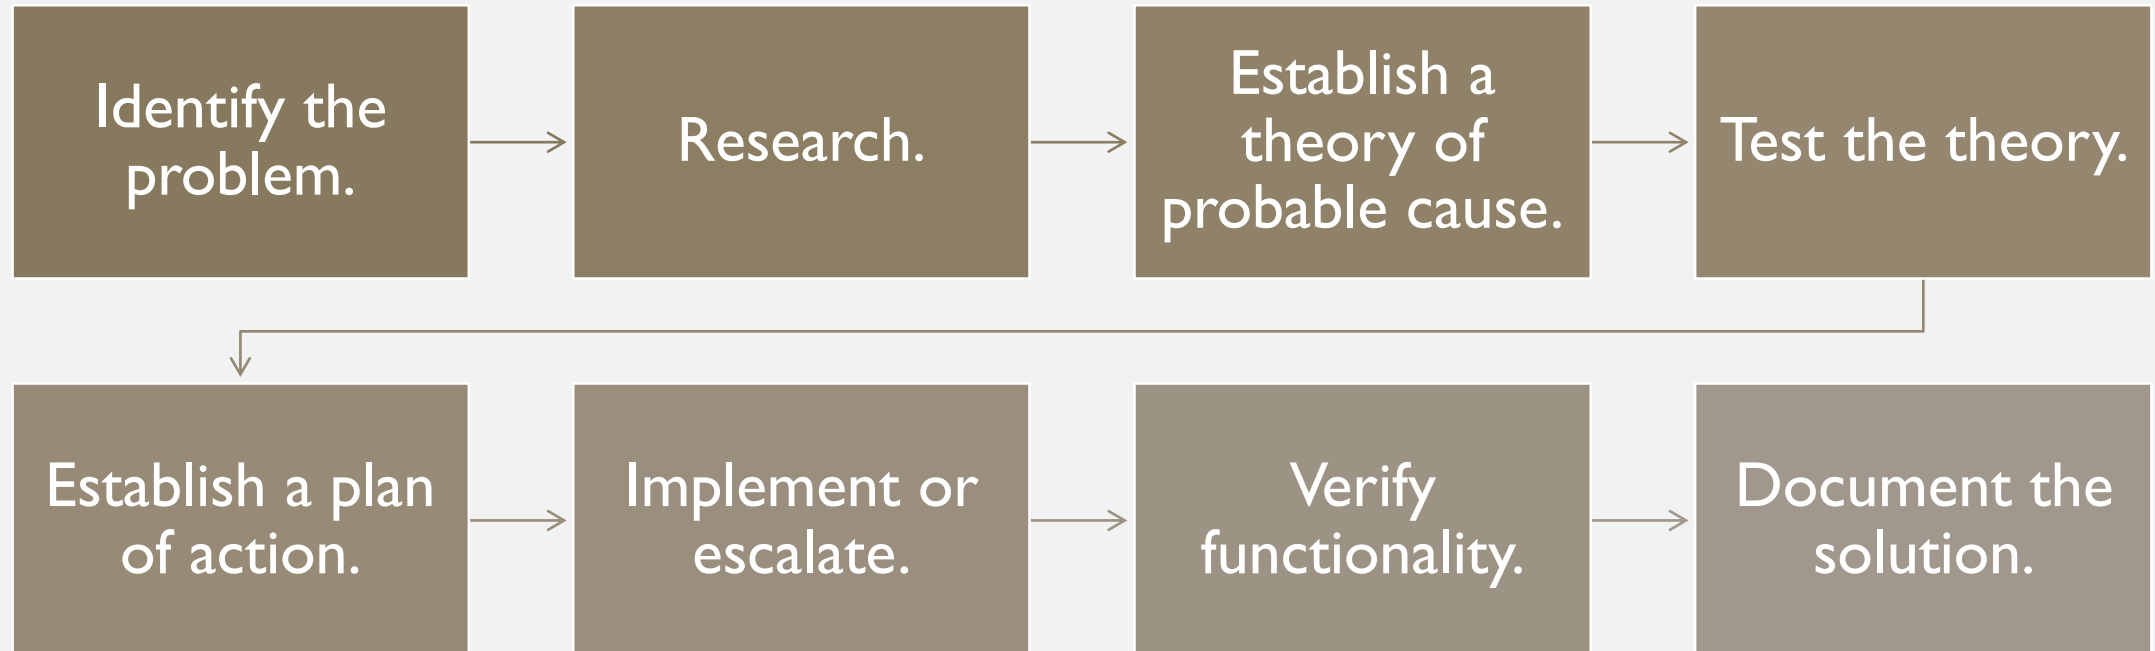 Identify the
problem.
Research.
Establish a
theory of
probable cause.
Test the theory.
Establish a plan
of action.
Implement or
escalate.
Verify
functionality.
Document the
solution.